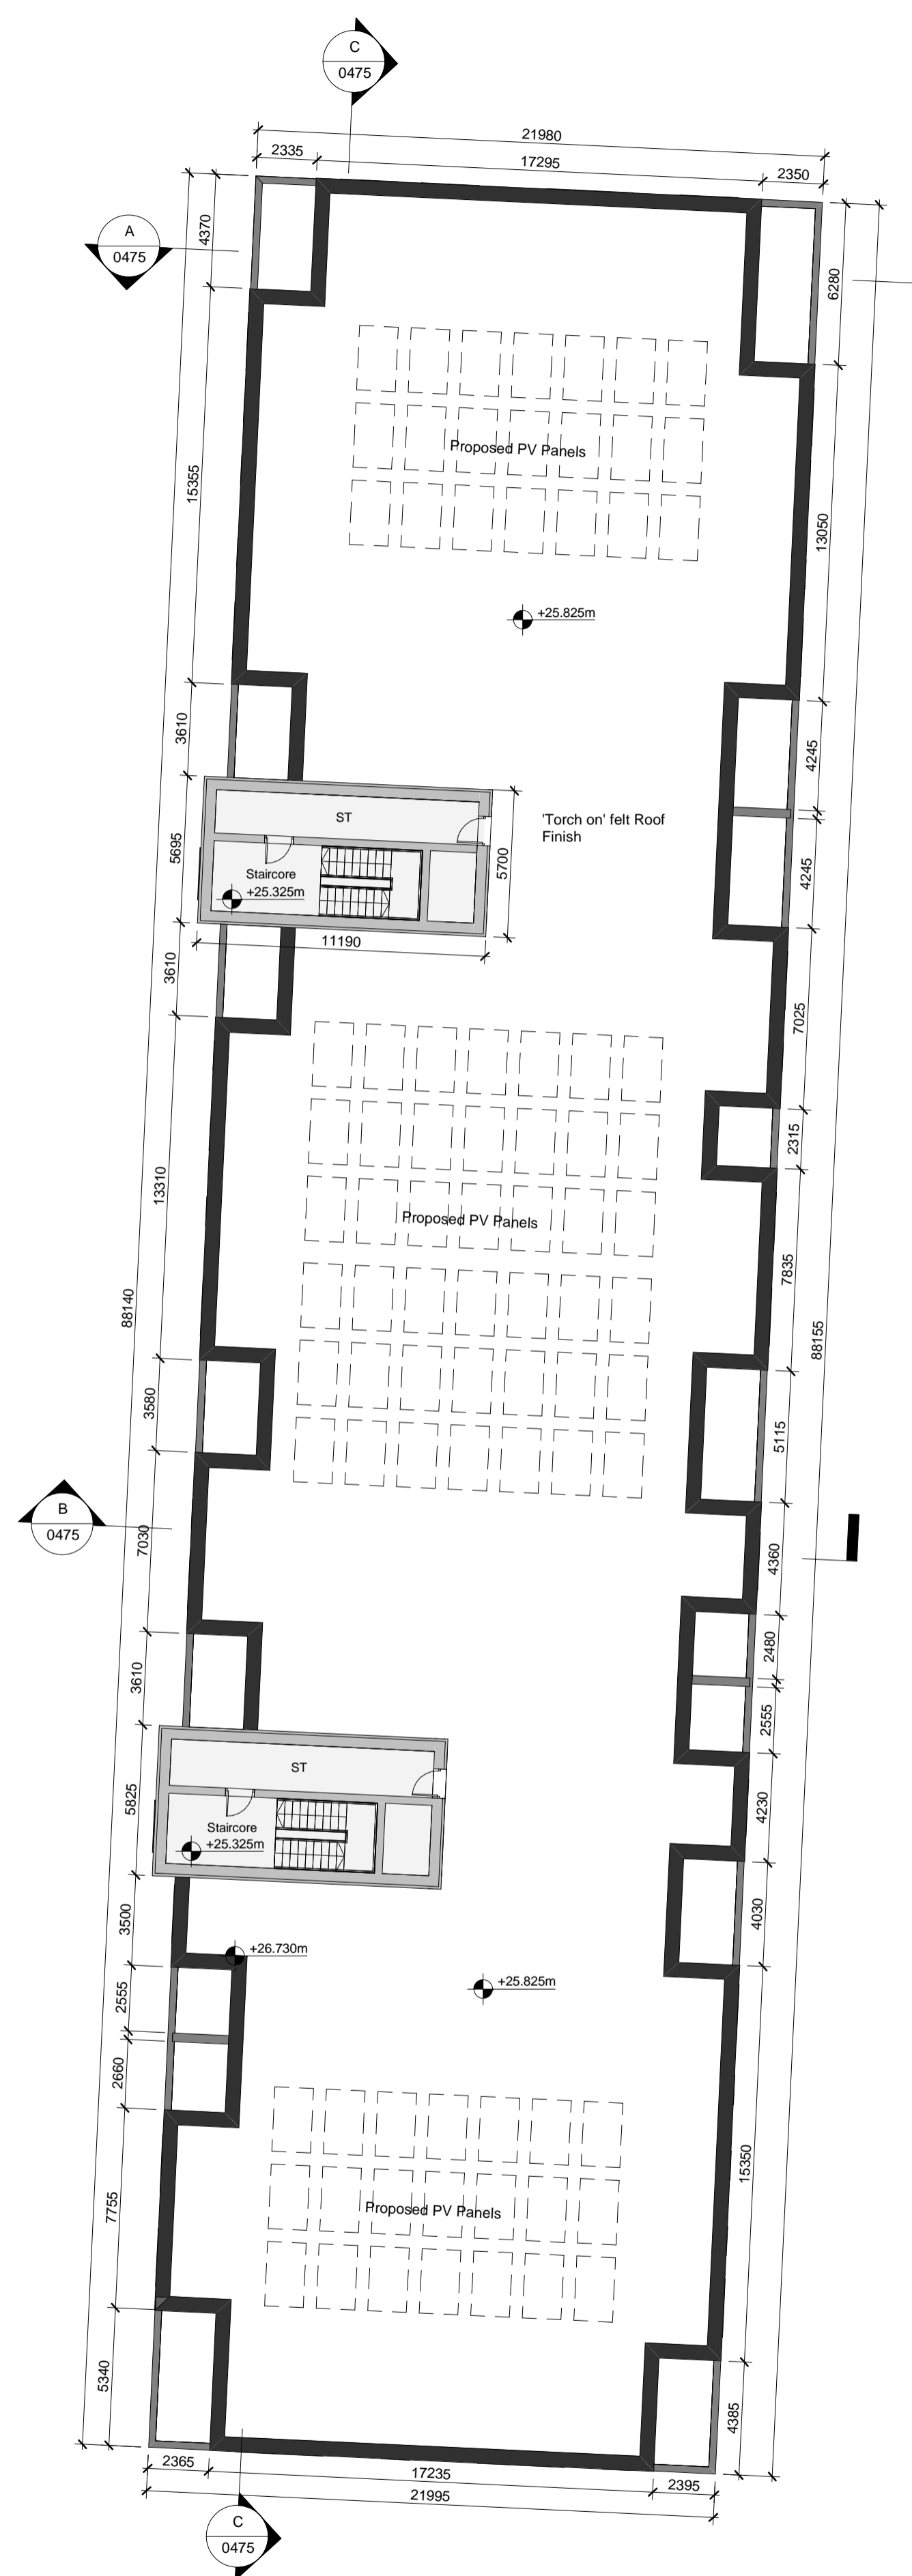 C
0475
21980
2335
17295
2350
A
0475
4370
6280
Proposed PV Panels
15355
13050
+25.825m
3610
4245
ST
'Torch on' felt Roof
Finish
5695
5700
Staircore
+25.325m
4245
11190
3610
7025
2315
13310
Proposed PV Panels
7835
88140
88155
3580
5115
B
0475
7030
4360
3610
2480
2555
ST
5825
4230
Staircore
+25.325m
3500
4030
+26.730m
+25.825m
2555
2660
15350
7755
Proposed PV Panels
5340
4385
2365
17235
2395
21995
C
0475